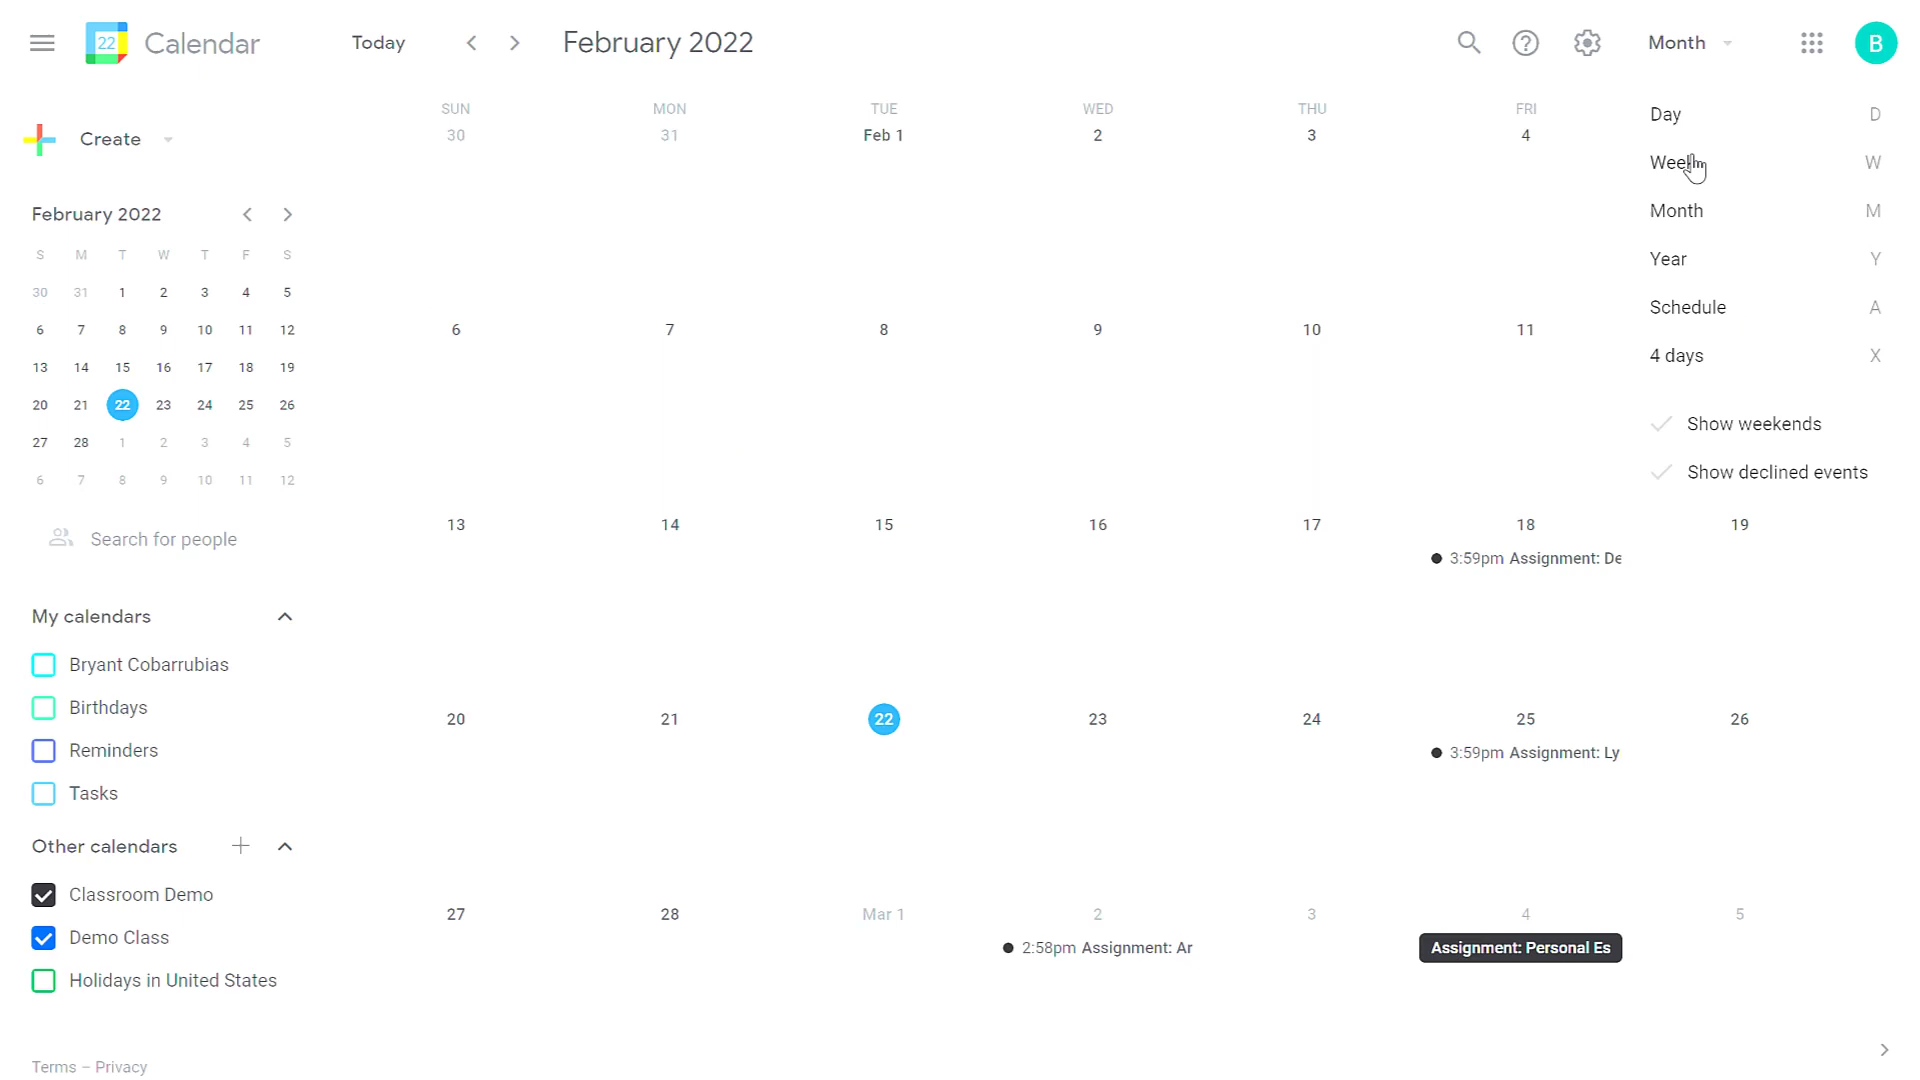 22 Calendar Today February 2022 Month B
Create
February 2022
S M T W T F S
30 31 1 2 3 4 5
6 7 8 9 10 11 12
13 14 15 16 17 18 19
20 21 22 23 24 25 26
27 28 1 2 3 4 5
6 7 8 9 10 11 12
Search for people
My calendars
Bryant Cobarrubias
Birthdays
Reminders
Tasks
Other calendars
Classroom Demo
Demo Class
Holidays in United States
Terms – Privacy
SUN MON TUE WED THU FRI
30 31 Feb 1 2 3 4
6 7 8 9 10 11
13 14 15 16 17 18 19
3:59pm Assignment: De
20 21 22 23 24 25 26
3:59pm Assignment: Ly
27 28 Mar 1 2 3 4 5
2:58pm Assignment: Ar
Assignment: Personal Es
Day D
Week W
Month M
Year Y
Schedule A
4 days X
Show weekends
Show declined events